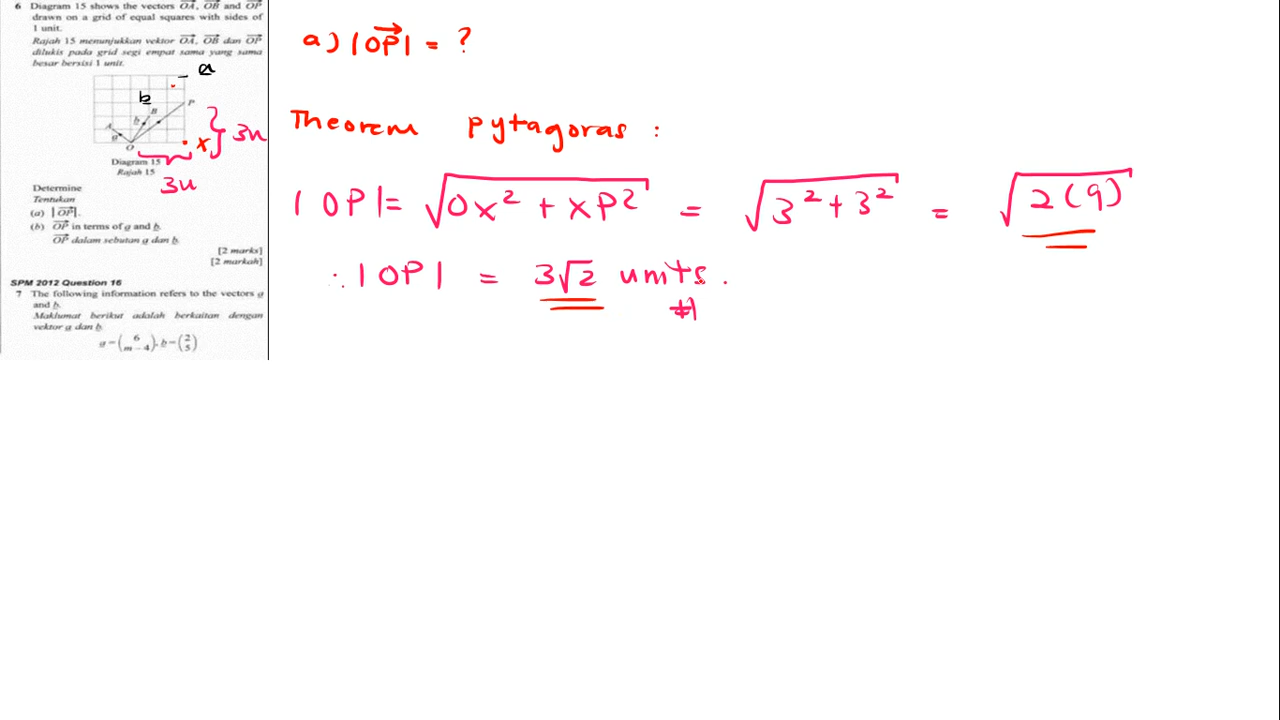 6 Diagram 15 shows the vectors OA, OB and OP
drawn on a grid of equal squares with sides of
1 unit.
Rajah 15 menunjukkan vektor OA, OB dan OP
dilukis pada grid segi empat sama yang sama
besar bersisi 1 unit.
a
b
B
P
b
A
a
O
x
3u
3u
Diagram 15
Rajah 15
Determine
Tentukan
(a) |OP|.
(b) OP in terms of a and b.
OP dalam sebutan a dan b.
[2 marks]
[2 markah]
SPM 2012 Question 16
7 The following information refers to the vectors a
and b.
Maklumat berikut adalah berkaitan dengan
vektor a dan b.
a = (6 m − 4), b = (2 5)
a) |OP| = ?
Theorem pytagoras :
|OP| = √OX² + XP² = √3² + 3² = √2(9)
∴ |OP| = 3√2 units. #